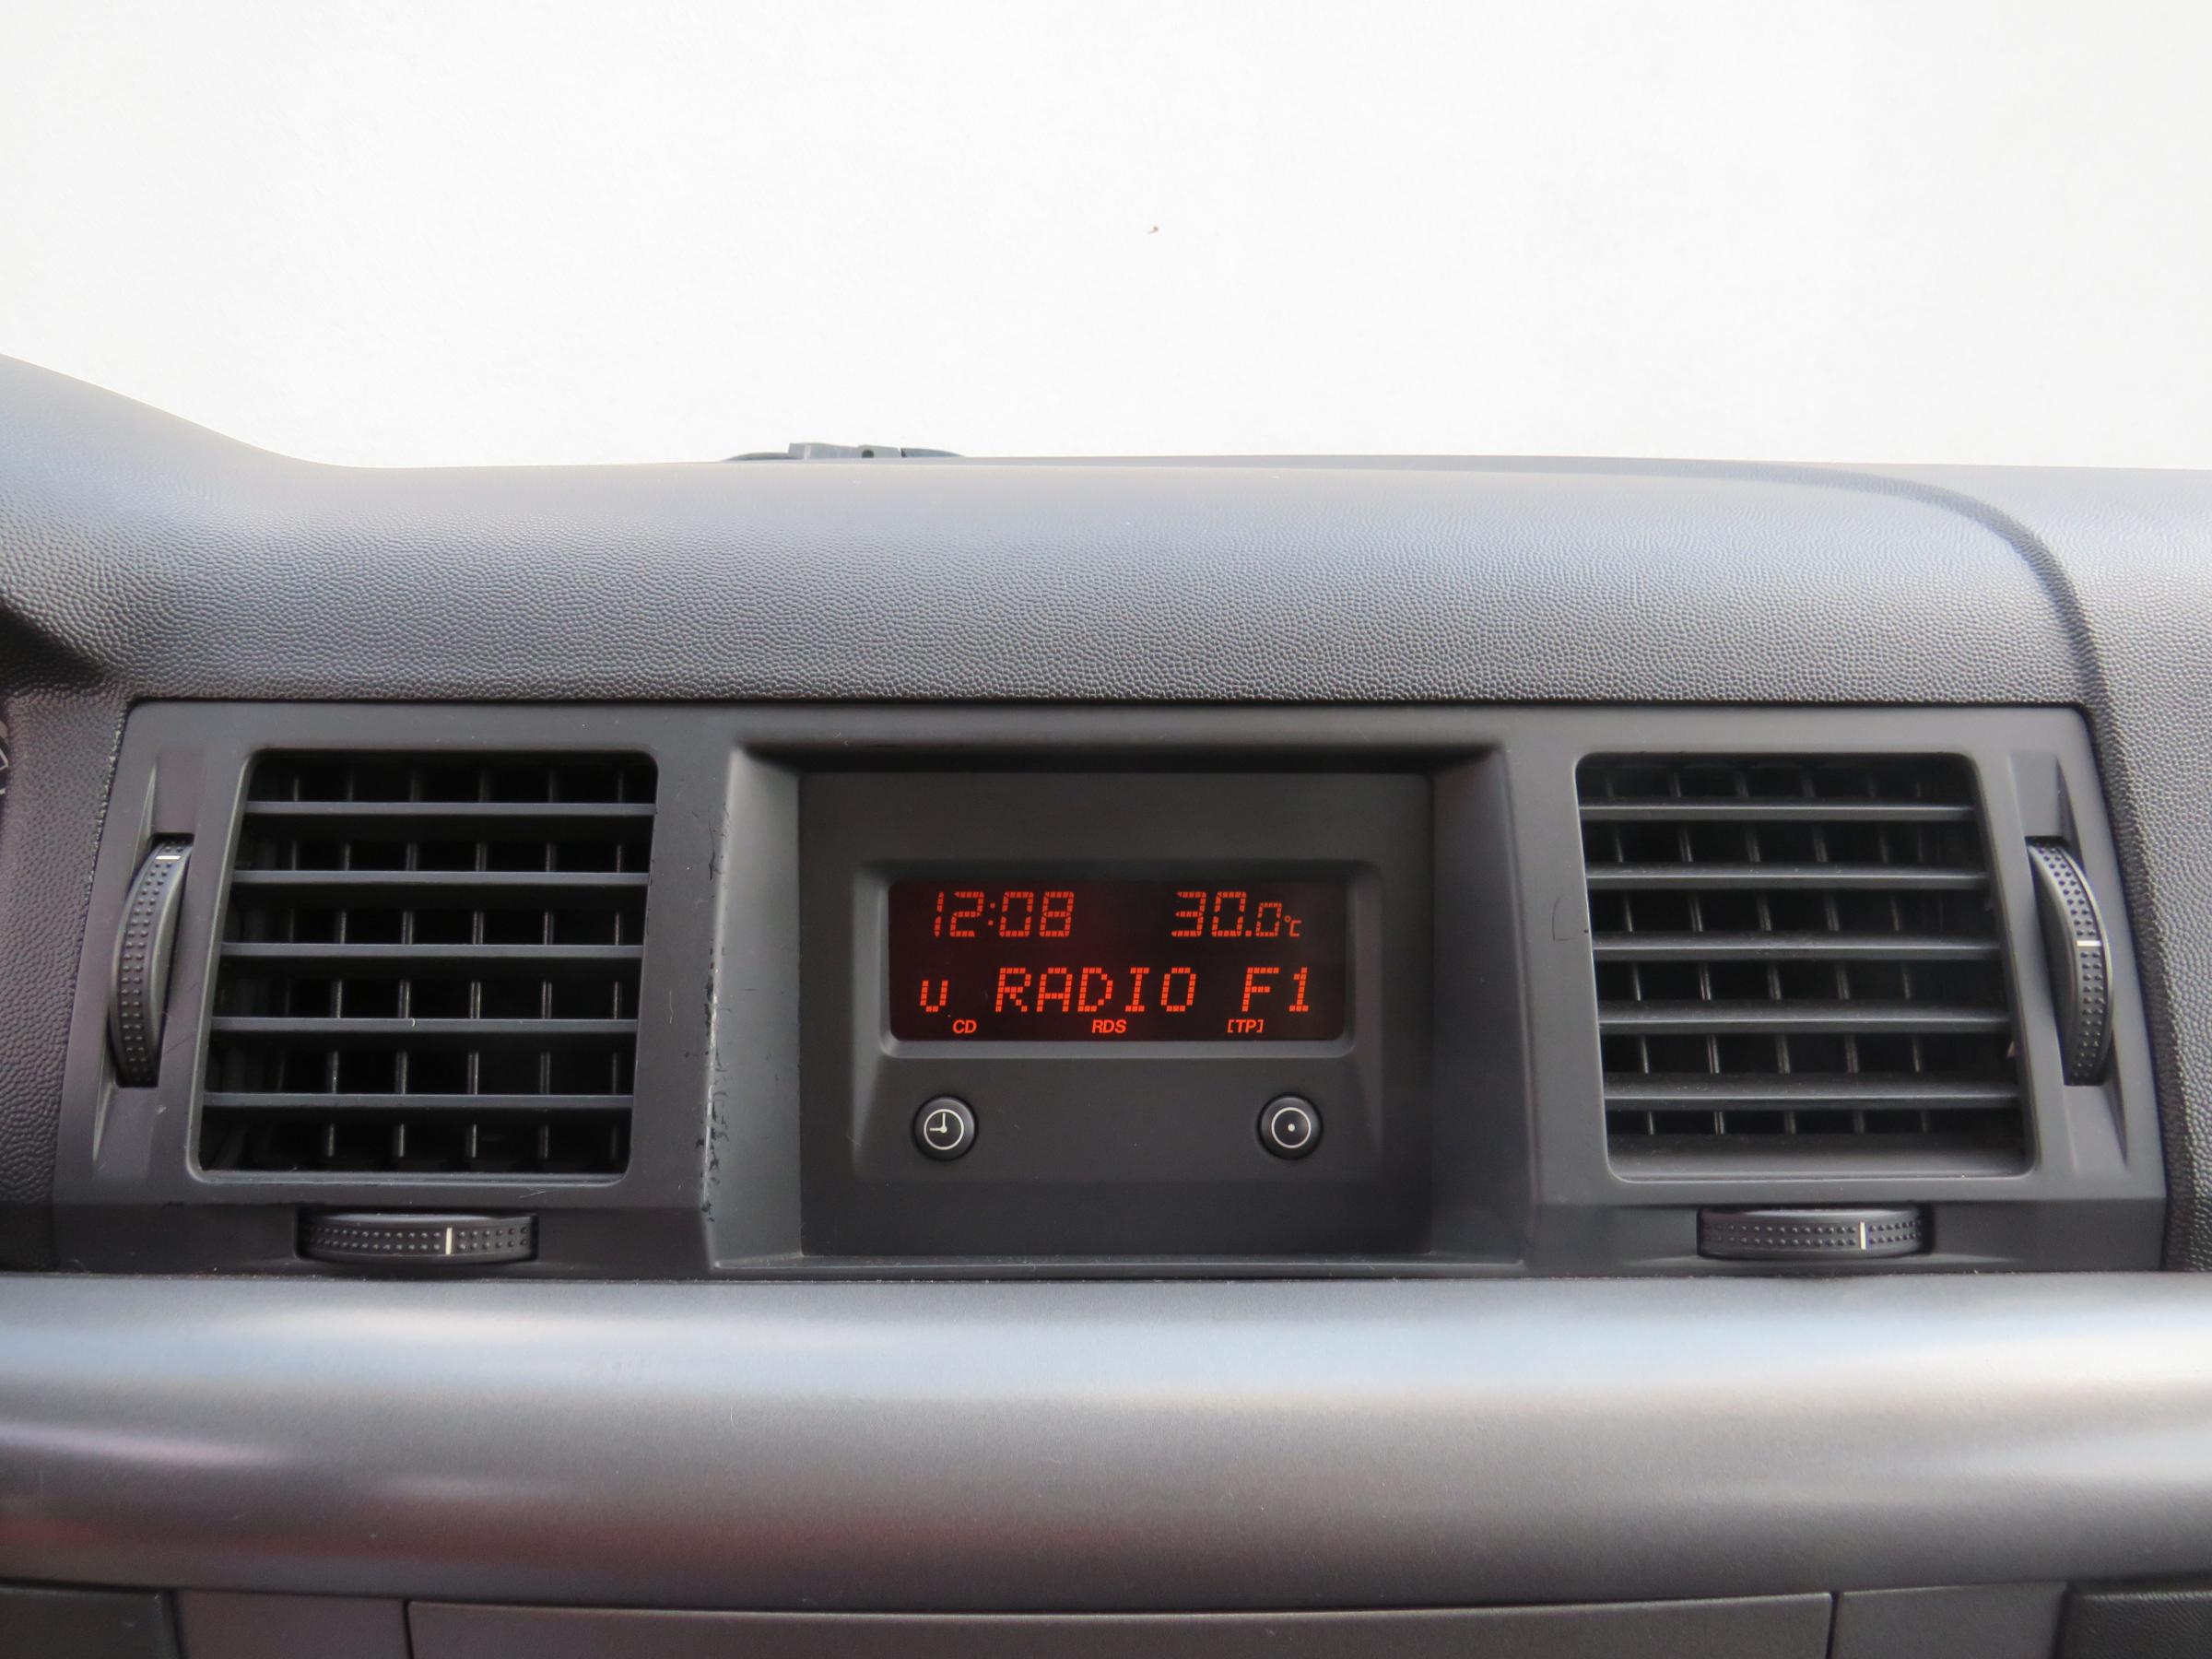 12:08 30.0°C
u RADIO F1
CD RDS [TP]